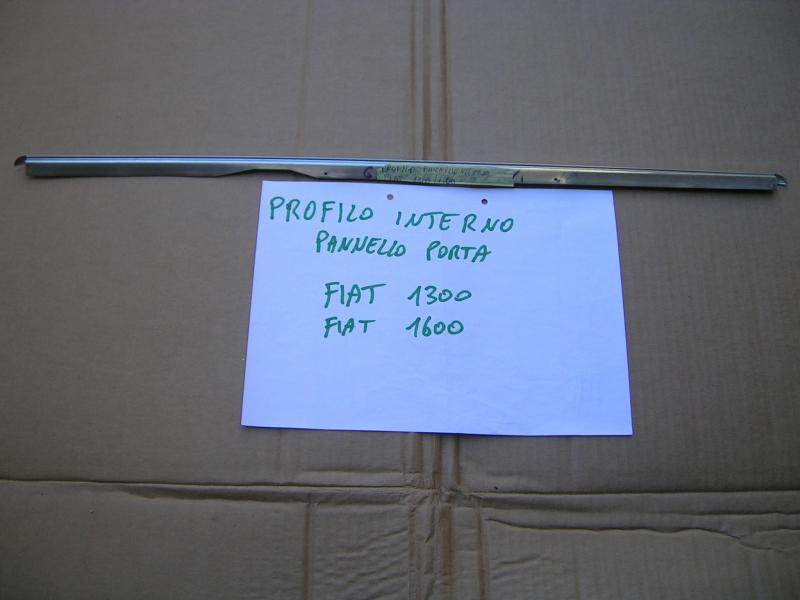 PROFILO INTERNO
PANNELLO PORTA
FIAT 1300
FIAT 1600